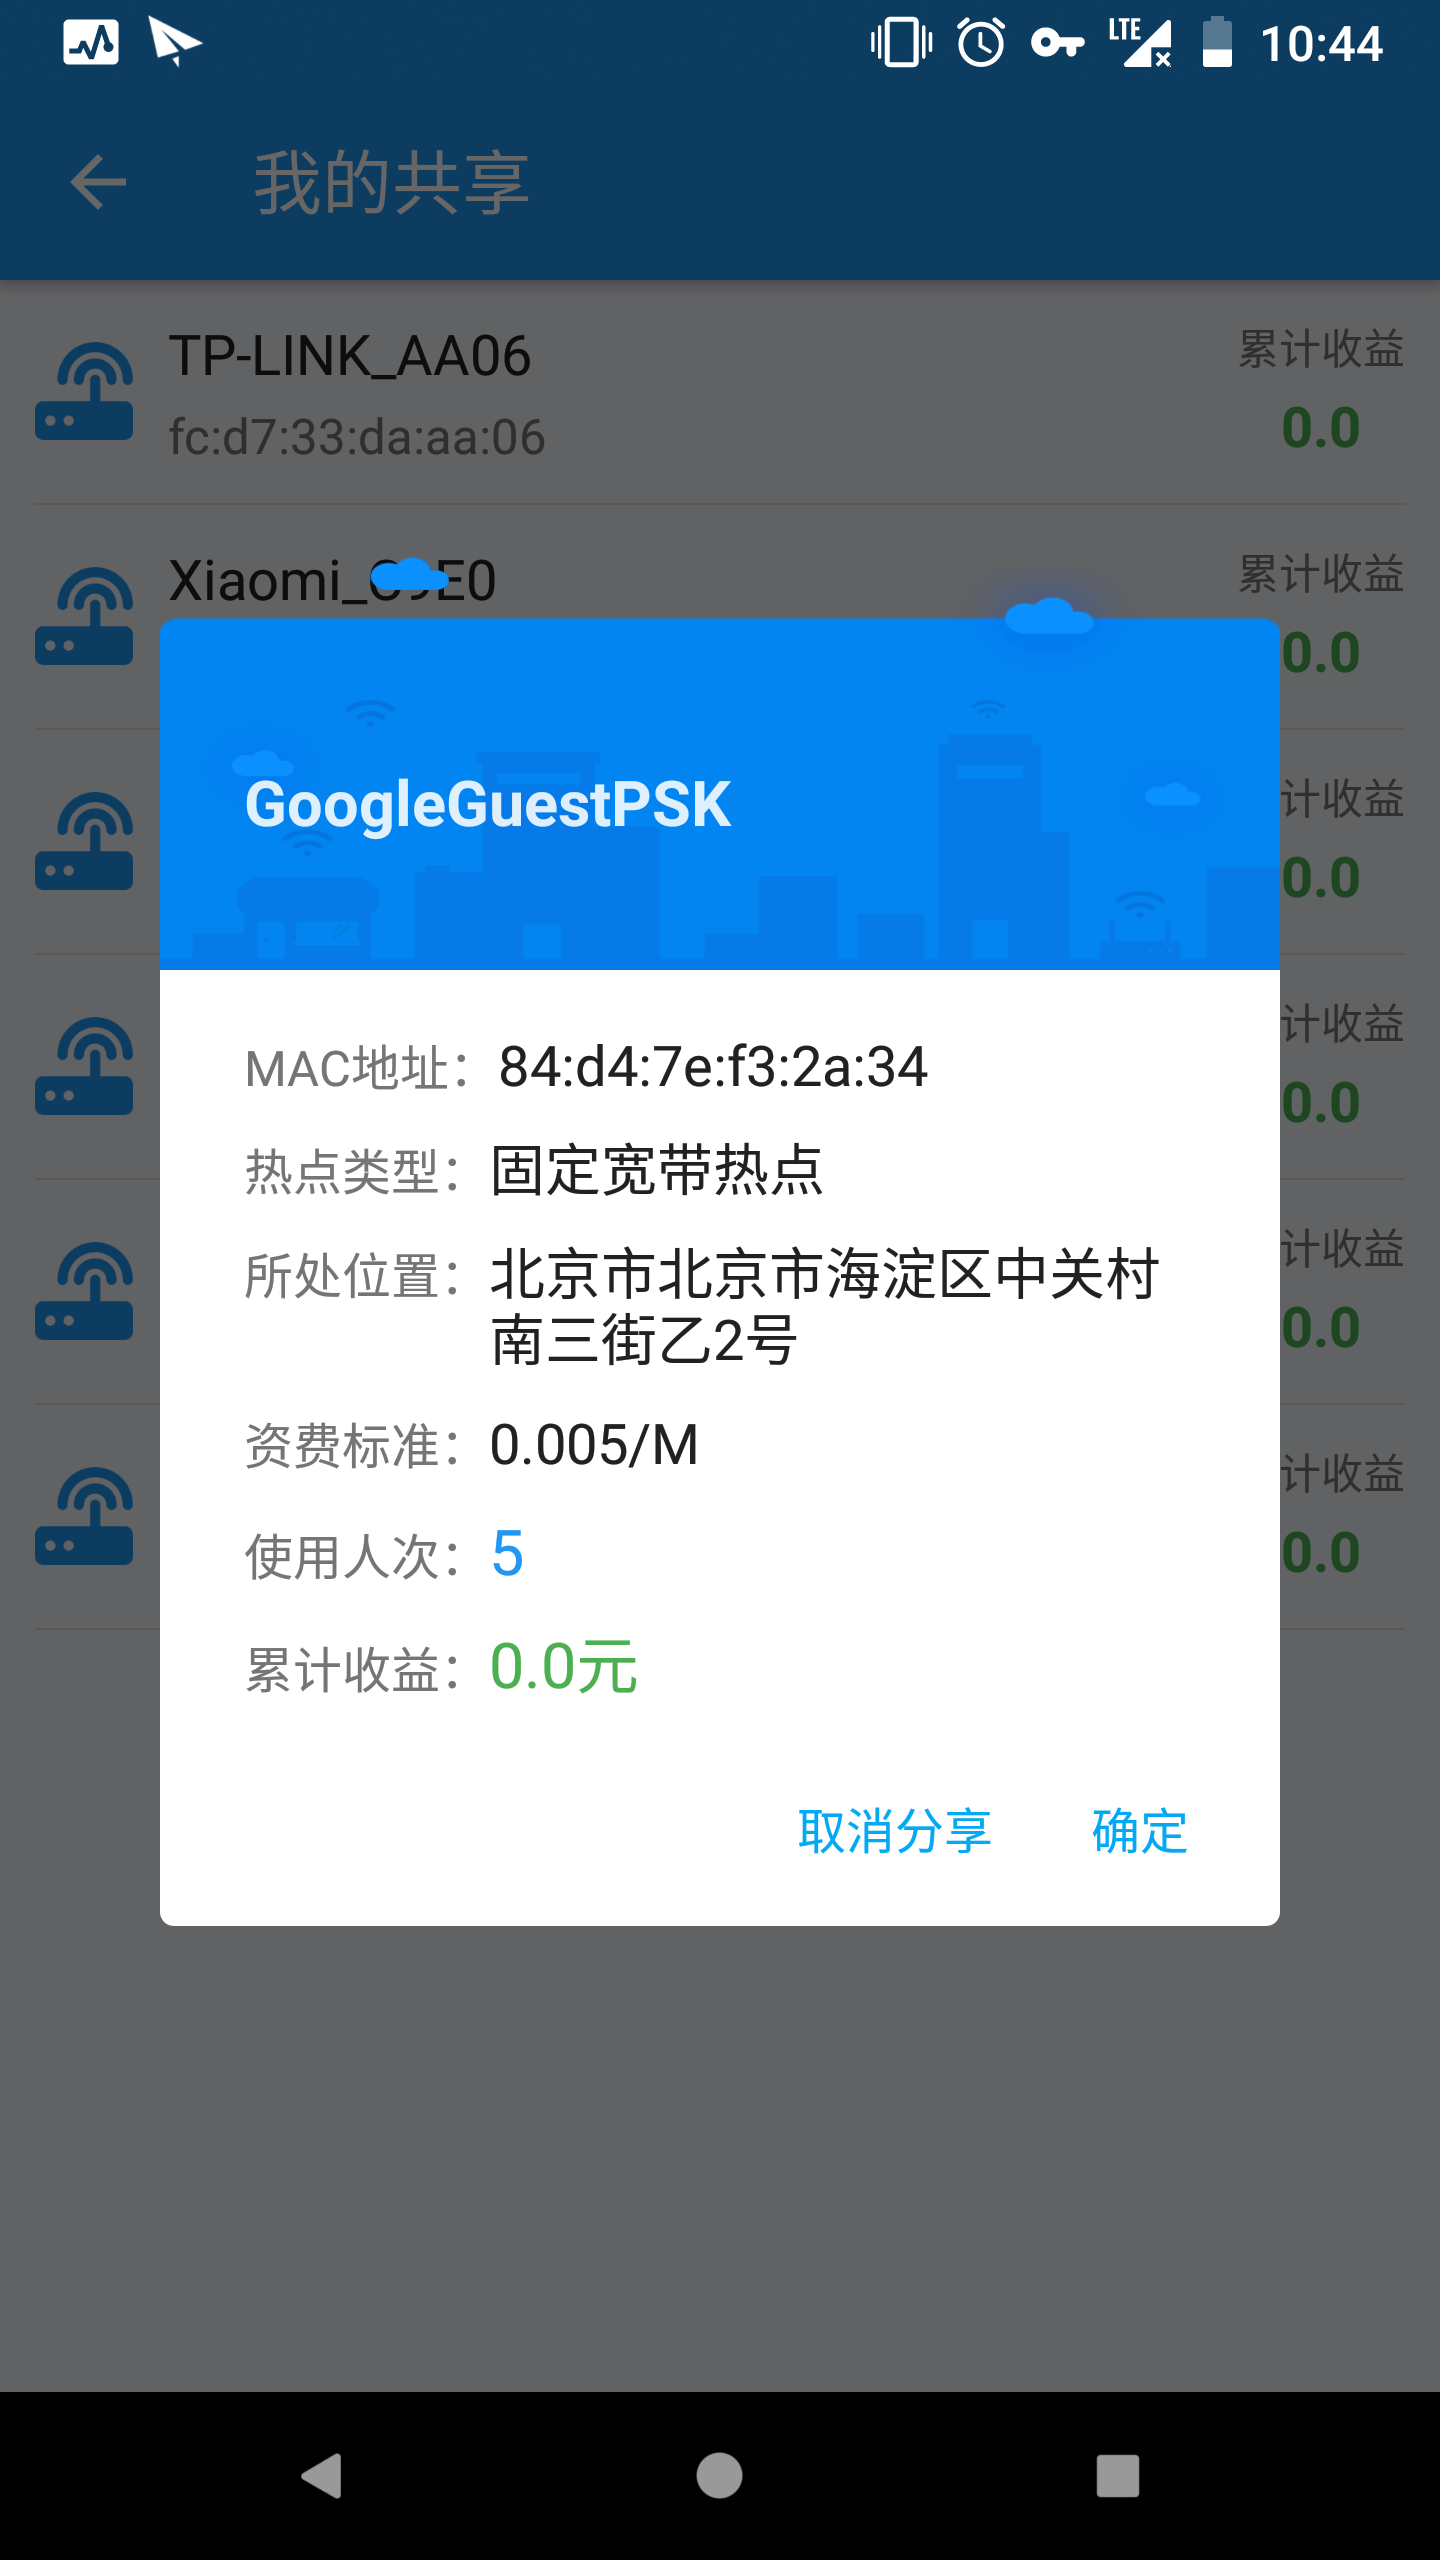 LTE 10:44
我的共享
TP-LINK_AA06
累计收益
fc:d7:33:da:aa:06
0.0
Xiaomi_C9E0
累计收益
0.0
计收益
0.0
计收益
0.0
计收益
0.0
计收益
0.0
GoogleGuestPSK
MAC地址：84:d4:7e:f3:2a:34
热点类型：固定宽带热点
所处位置：北京市北京市海淀区中关村
南三街乙2号
资费标准：0.005/M
使用人次：5
累计收益：0.0元
取消分享 确定